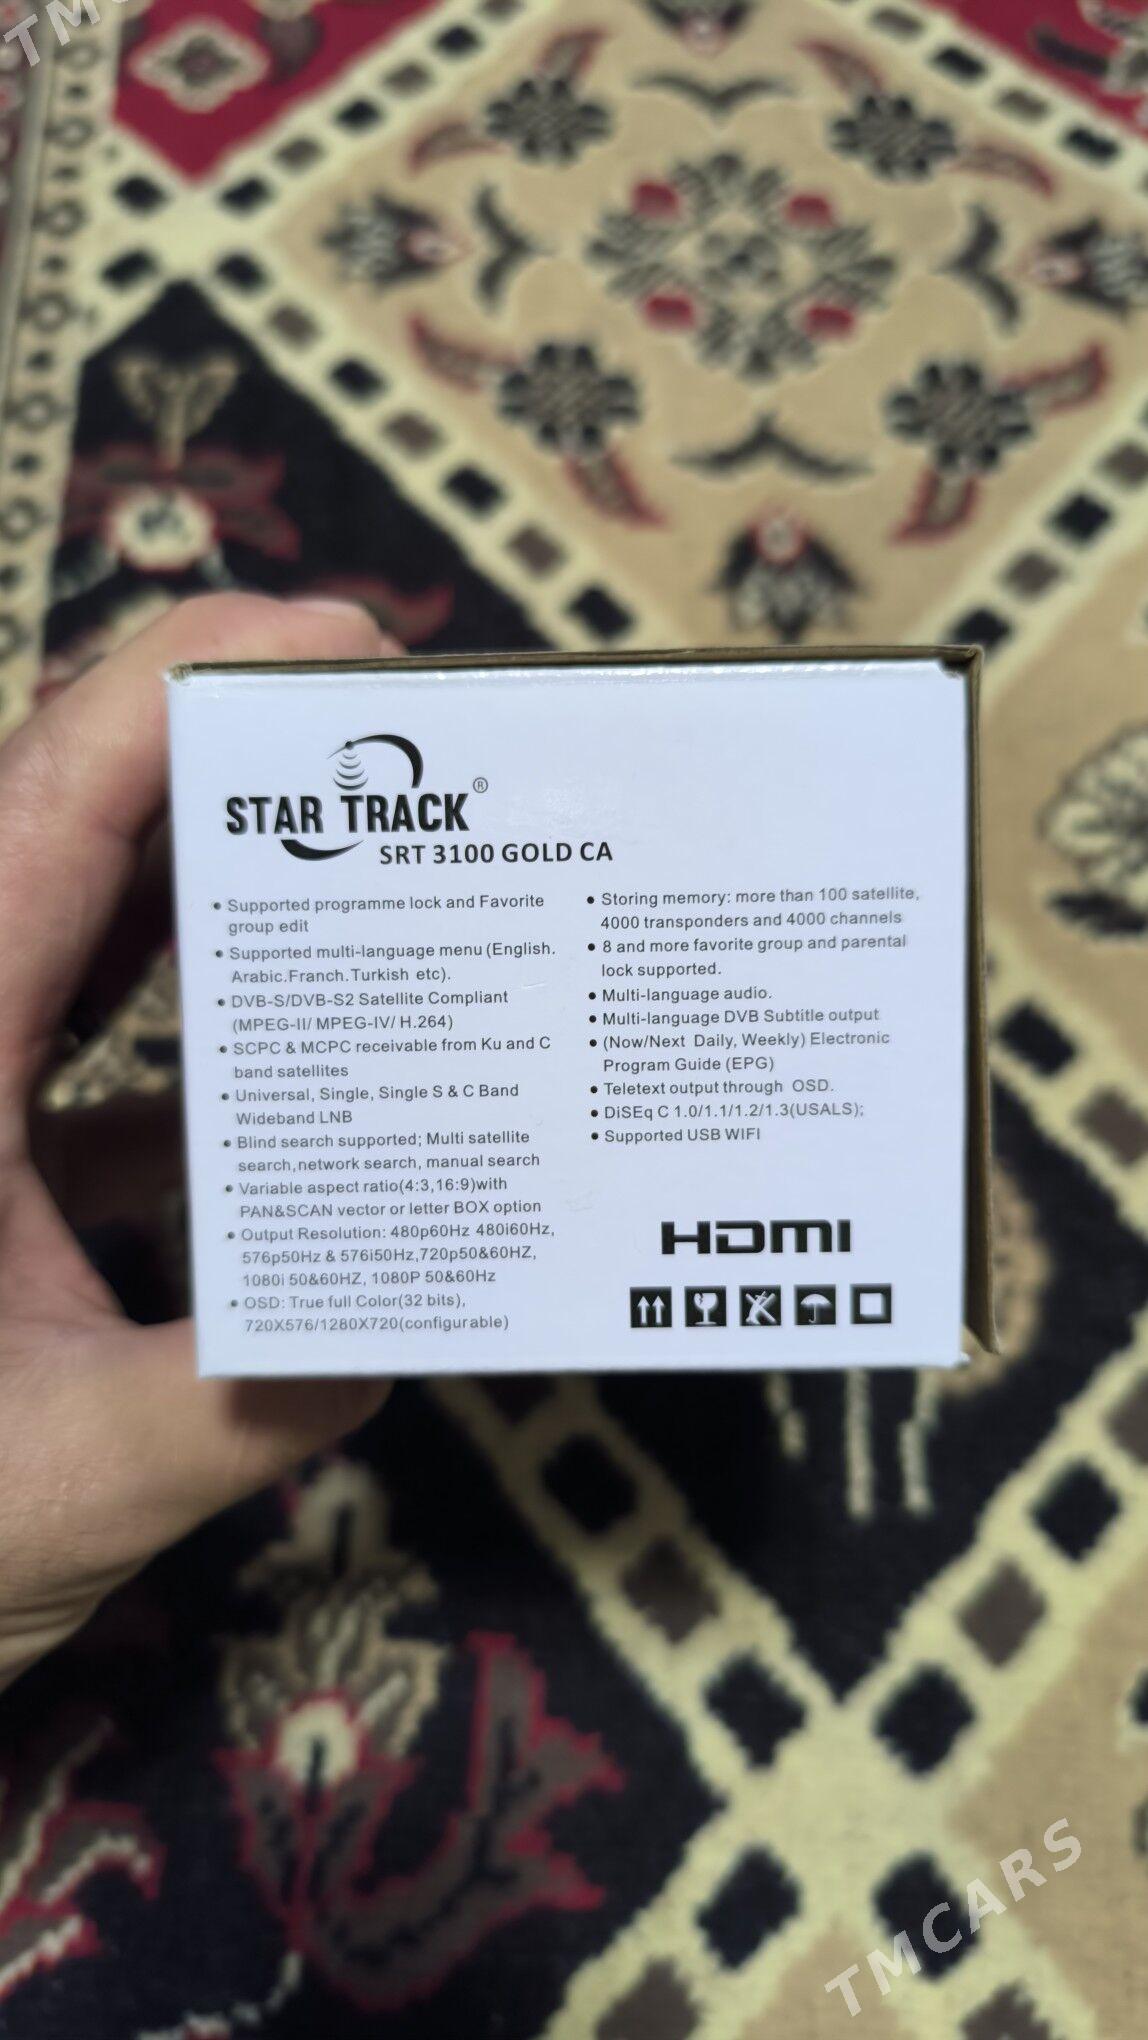 STAR TRACK®
SRT 3100 GOLD CA
• Supported programme lock and Favorite
group edit
• Supported multi-language menu (English.
Arabic.Franch.Turkish etc).
• DVB-S/DVB-S2 Satellite Compliant
(MPEG-II/ MPEG-IV/ H.264)
• SCPC & MCPC receivable from Ku and C
band satellites
• Universal, Single, Single S & C Band
Wideband LNB
• Blind search supported; Multi satellite
search,network search, manual search
• Variable aspect ratio(4:3,16:9)with
PAN&SCAN vector or letter BOX option
• Output Resolution: 480p60Hz 480i60Hz,
576p50Hz & 576i50Hz,720p50&60HZ,
1080i 50&60HZ, 1080P 50&60Hz
• OSD: True full Color(32 bits),
720X576/1280X720(configurable)
• Storing memory: more than 100 satellite,
4000 transponders and 4000 channels
• 8 and more favorite group and parental
lock supported.
• Multi-language audio.
• Multi-language DVB Subtitle output
• (Now/Next Daily, Weekly) Electronic
Program Guide (EPG)
• Teletext output through OSD.
• DiSEq C 1.0/1.1/1.2/1.3(USALS);
• Supported USB WIFI
HDMI
TMCARS